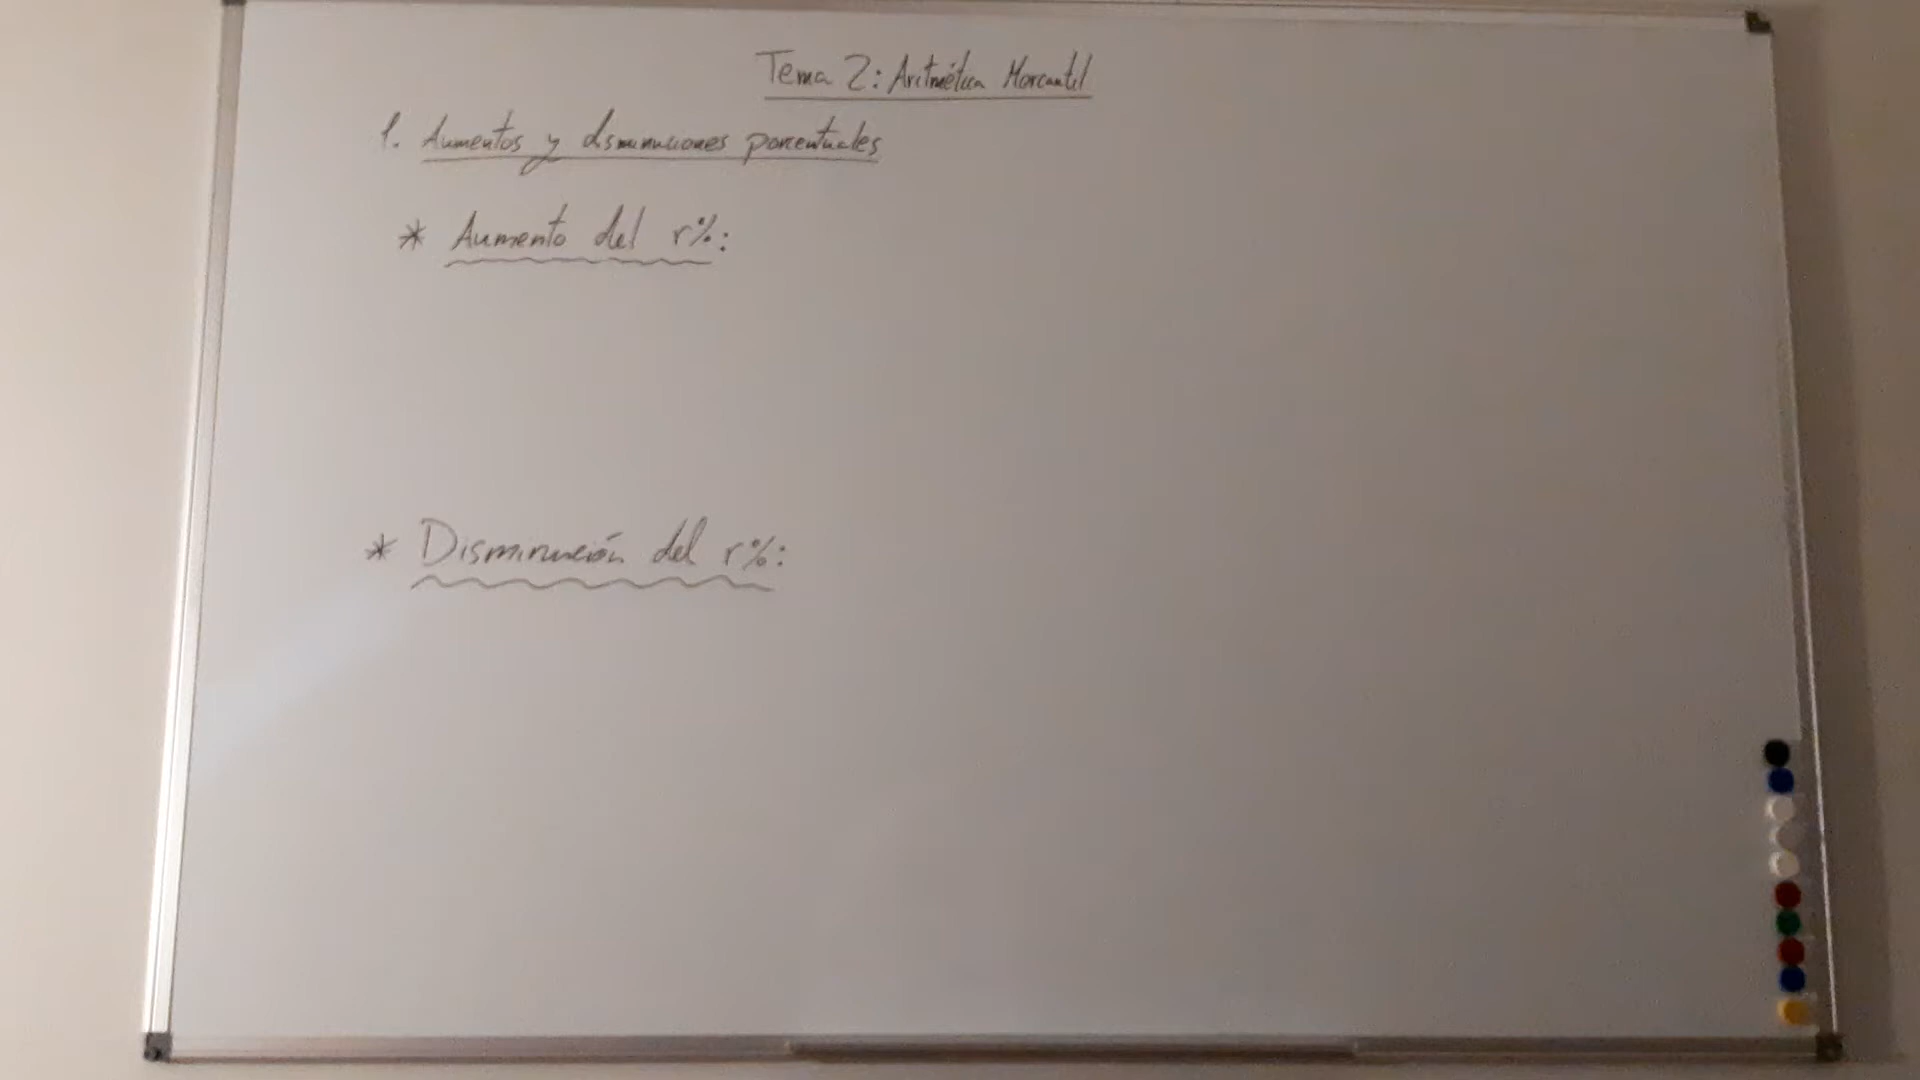 Tema 2: Aritmética Mercantil
1. Aumentos y disminuciones porcentuales
* Aumento del r%:
* Disminución del r%: